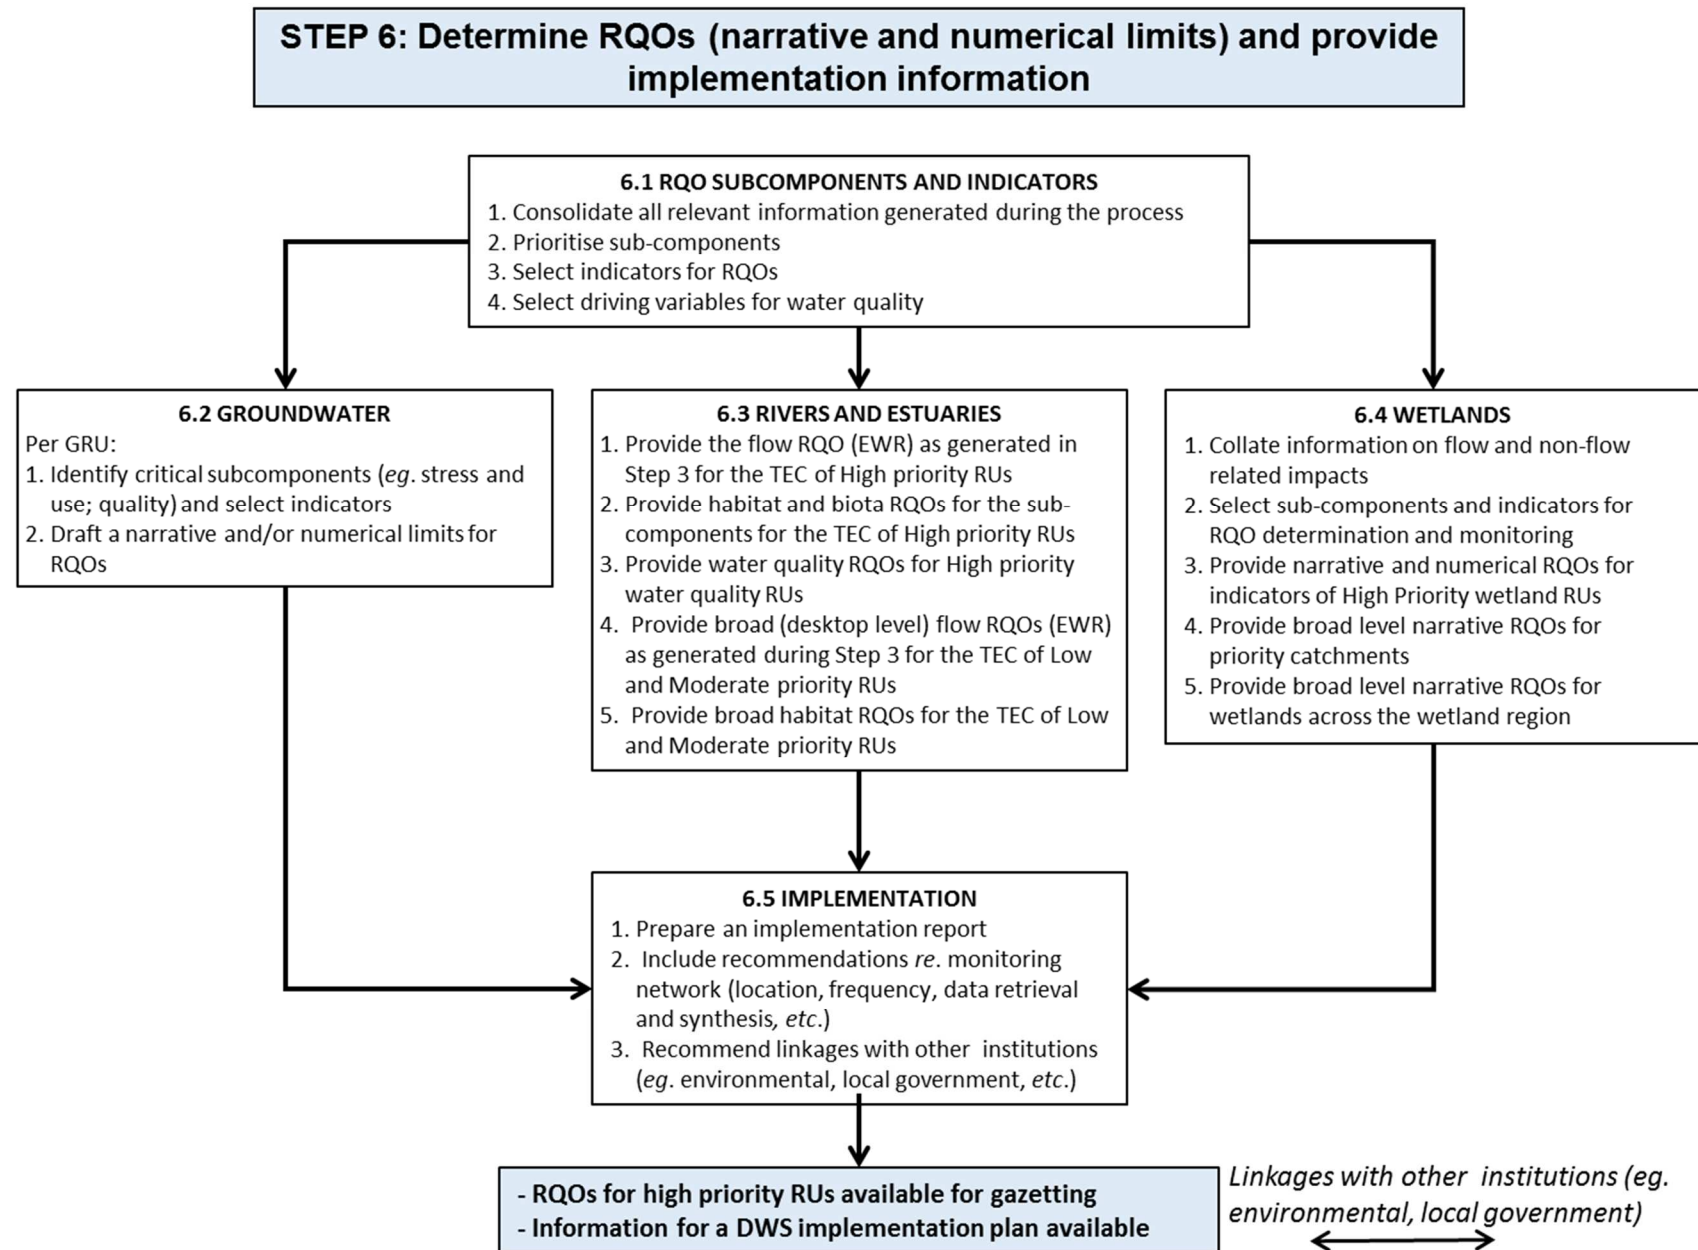 STEP 6: Determine RQOs (narrative and numerical limits) and provide
implementation information
6.1 RQO SUBCOMPONENTS AND INDICATORS
1. Consolidate all relevant information generated during the process
2. Prioritise sub-components
3. Select indicators for RQOs
4. Select driving variables for water quality
6.2 GROUNDWATER
Per GRU:
1. Identify critical subcomponents (eg. stress and
use; quality) and select indicators
2. Draft a narrative and/or numerical limits for
RQOs
6.3 RIVERS AND ESTUARIES
1. Provide the flow RQO (EWR) as generated in
Step 3 for the TEC of High priority RUs
2. Provide habitat and biota RQOs for the sub-
components for the TEC of High priority RUs
3. Provide water quality RQOs for High priority
water quality RUs
4. Provide broad (desktop level) flow RQOs (EWR)
as generated during Step 3 for the TEC of Low
and Moderate priority RUs
5. Provide broad habitat RQOs for the TEC of Low
and Moderate priority RUs
6.4 WETLANDS
1. Collate information on flow and non-flow
related impacts
2. Select sub-components and indicators for
RQO determination and monitoring
3. Provide narrative and numerical RQOs for
indicators of High Priority wetland RUs
4. Provide broad level narrative RQOs for
priority catchments
5. Provide broad level narrative RQOs for
wetlands across the wetland region
6.5 IMPLEMENTATION
1. Prepare an implementation report
2. Include recommendations re. monitoring
network (location, frequency, data retrieval
and synthesis, etc.)
3. Recommend linkages with other institutions
(eg. environmental, local government, etc.)
- RQOs for high priority RUs available for gazetting
- Information for a DWS implementation plan available
Linkages with other institutions (eg.
environmental, local government)